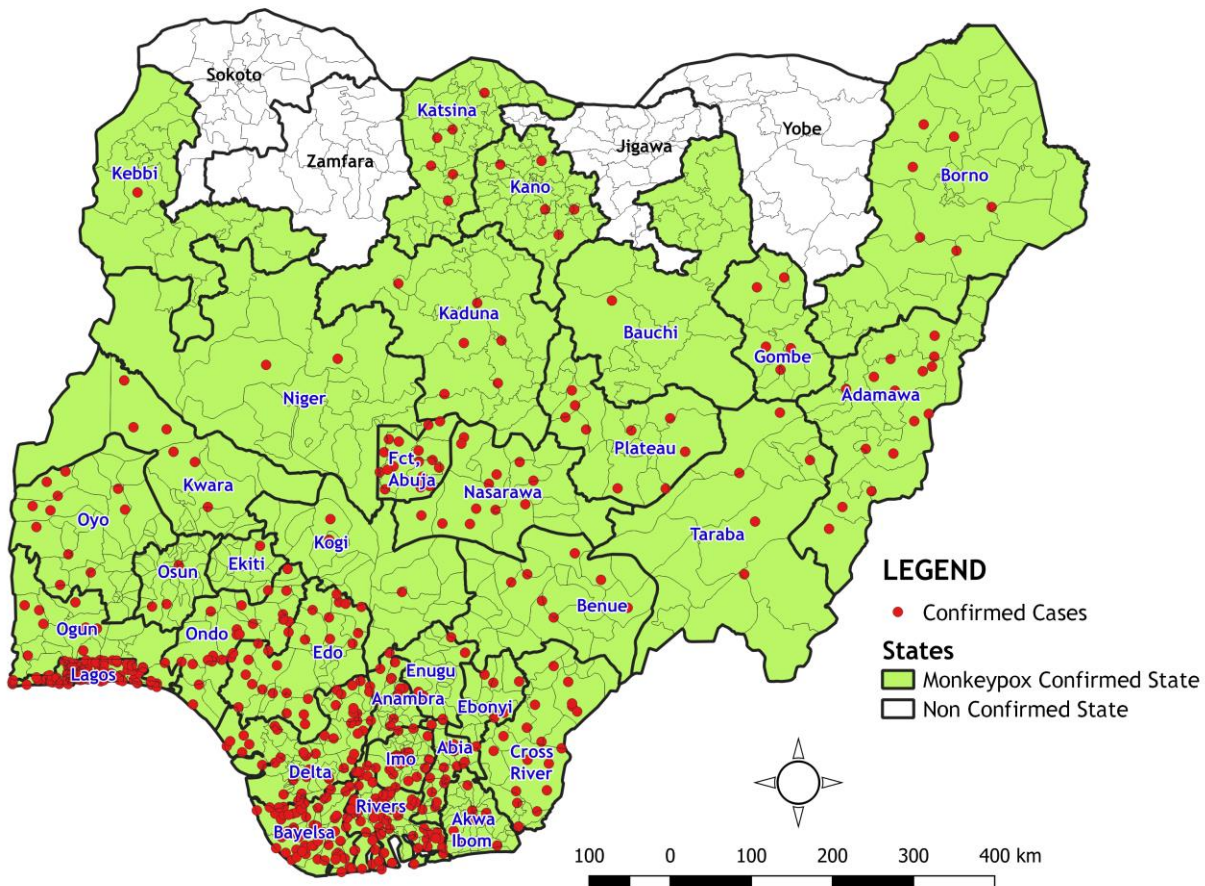 Sokoto
Katsina
Zamfara
Jigawa
Yobe
Kebbi
Kano
Borno
Kaduna
Bauchi
Gombe
Niger
Adamawa
Fct,
Abuja
Plateau
Kwara
Nasarawa
Oyo
Kogi
Taraba
Osun
Ekiti
Benue
Ogun
Ondo
Edo
Lagos
Enugu
Anambra
Ebonyi
Delta
Imo
Abia
Cross
River
Rivers
Bayelsa
Akwa
Ibom
LEGEND
Confirmed Cases
States
Monkeypox Confirmed State
Non Confirmed State
100 0 100 200 300 400 km